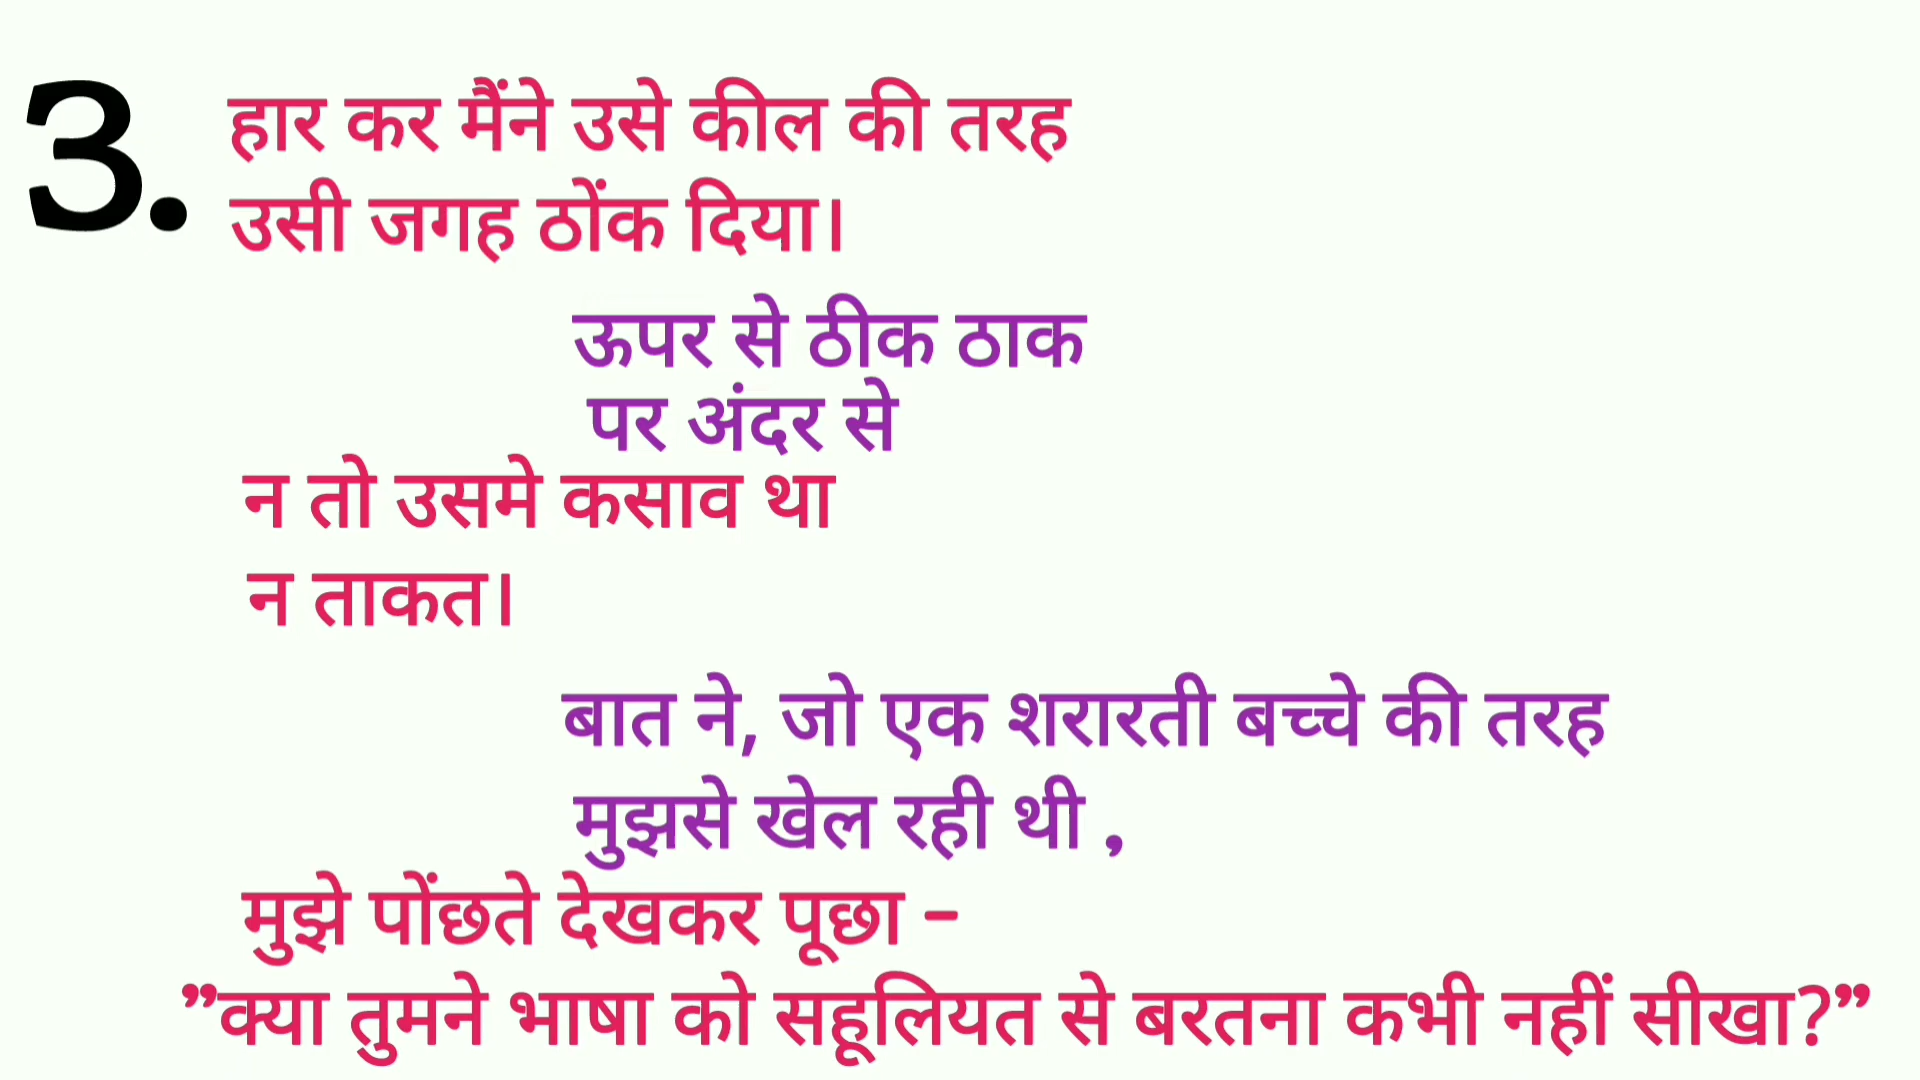 3. हार कर मैंने उसे कील की तरह
उसी जगह ठोंक दिया।
ऊपर से ठीक ठाक
पर अंदर से
न तो उसमे कसाव था
न ताकत।
बात ने, जो एक शरारती बच्चे की तरह
मुझसे खेल रही थी ,
मुझे पोंछते देखकर पूछा -
”क्या तुमने भाषा को सहूलियत से बरतना कभी नहीं सीखा?”